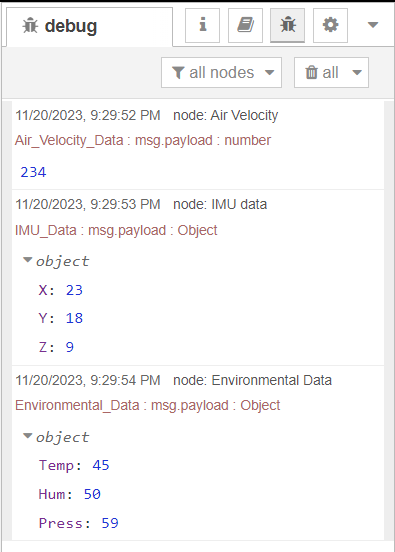 debug
all nodes
all
11/20/2023, 9:29:52 PM node: Air Velocity
Air_Velocity_Data : msg.payload : number
234
11/20/2023, 9:29:53 PM node: IMU data
IMU_Data : msg.payload : Object
object
X: 23
Y: 18
Z: 9
11/20/2023, 9:29:54 PM node: Environmental Data
Environmental_Data : msg.payload : Object
object
Temp: 45
Hum: 50
Press: 59